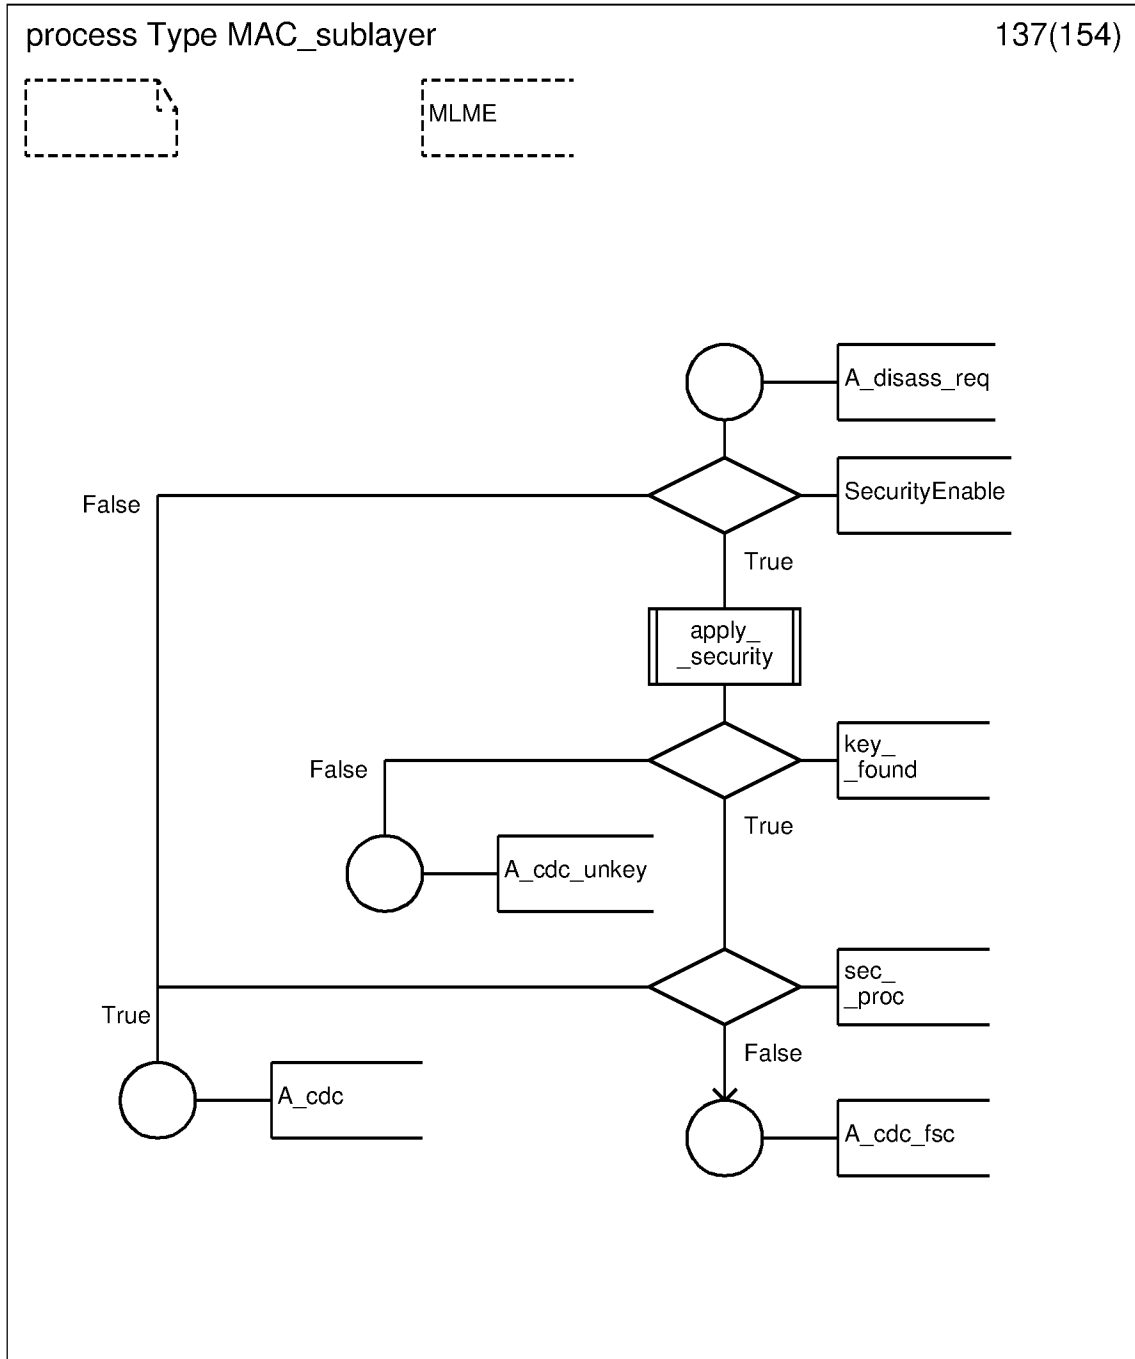 process Type MAC_sublayer
137(154)
MLME
A_disass_req
SecurityEnable
False
True
apply_
_security
key_
_found
False
True
A_cdc_unkey
sec_
_proc
True
False
A_cdc
A_cdc_fsc